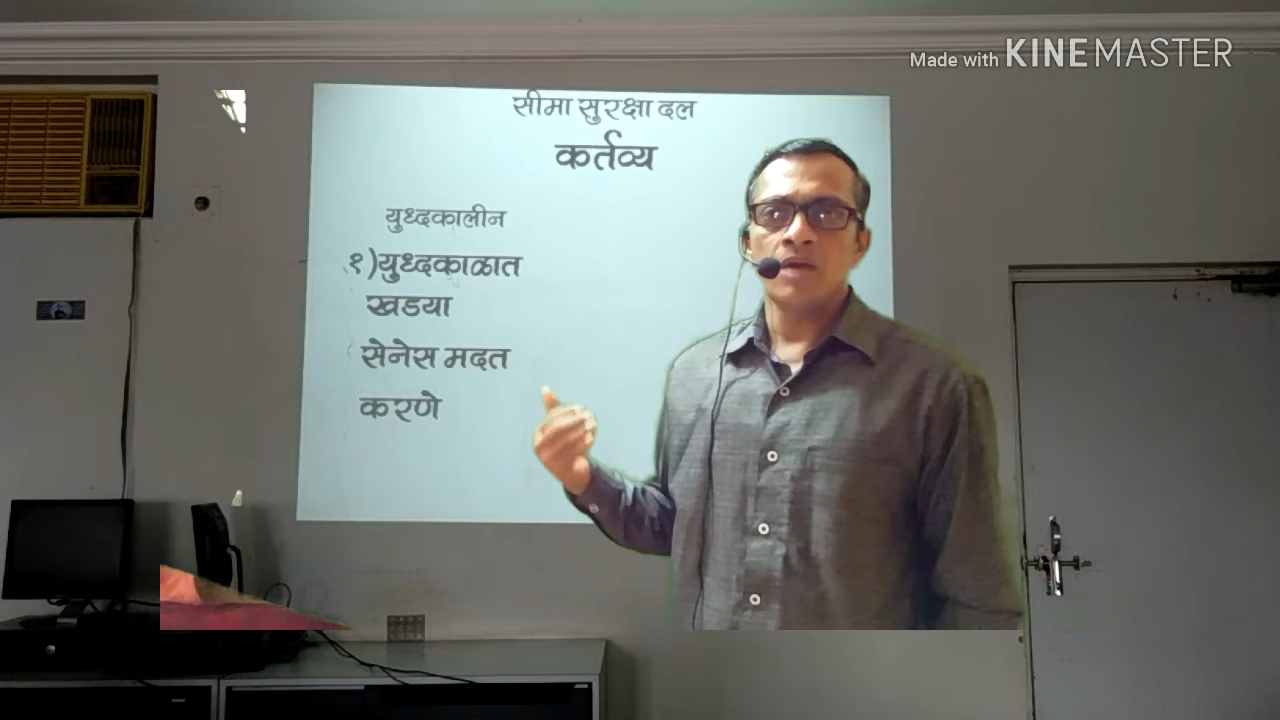 Made with KINEMASTER
सीमा सुरक्षा दल
कर्तव्य
युध्दकालीन
१)युध्दकाळात
खडया
सेनेस मदत
करणे